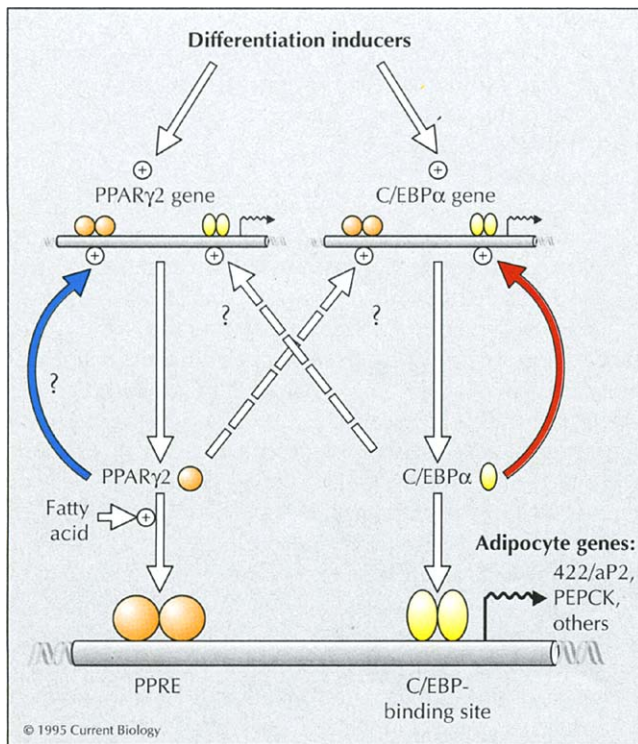 Differentiation inducers
+ +
PPARγ2 gene C/EBPα gene
+ + + +
? ? ?
PPARγ2 C/EBPα
Fatty
acid
+
Adipocyte genes:
422/aP2,
PEPCK,
others
PPRE
C/EBP-
binding site
© 1995 Current Biology